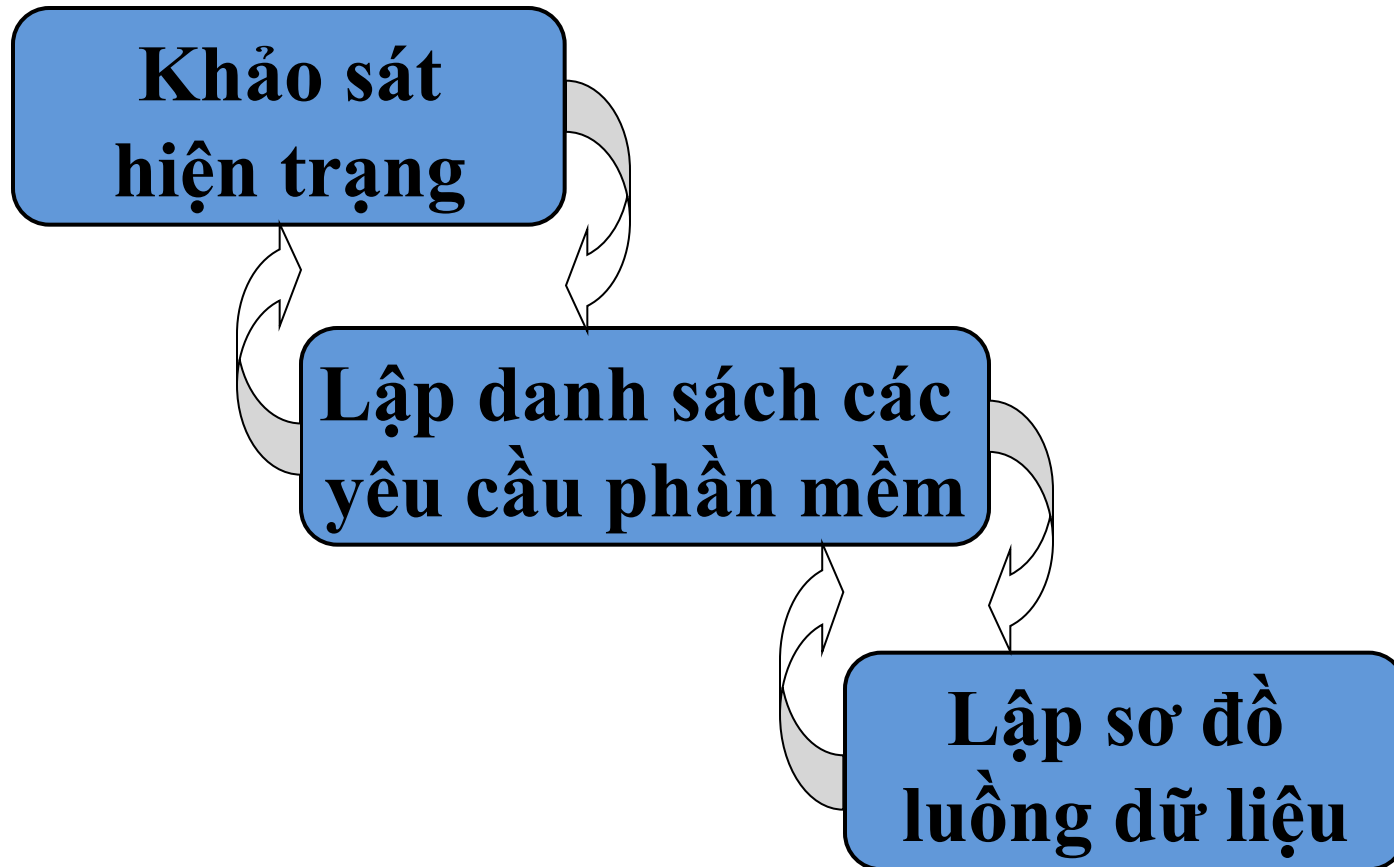 Khảo sát
hiện trạng
Lập danh sách các
yêu cầu phần mềm
Lập sơ đồ
luồng dữ liệu